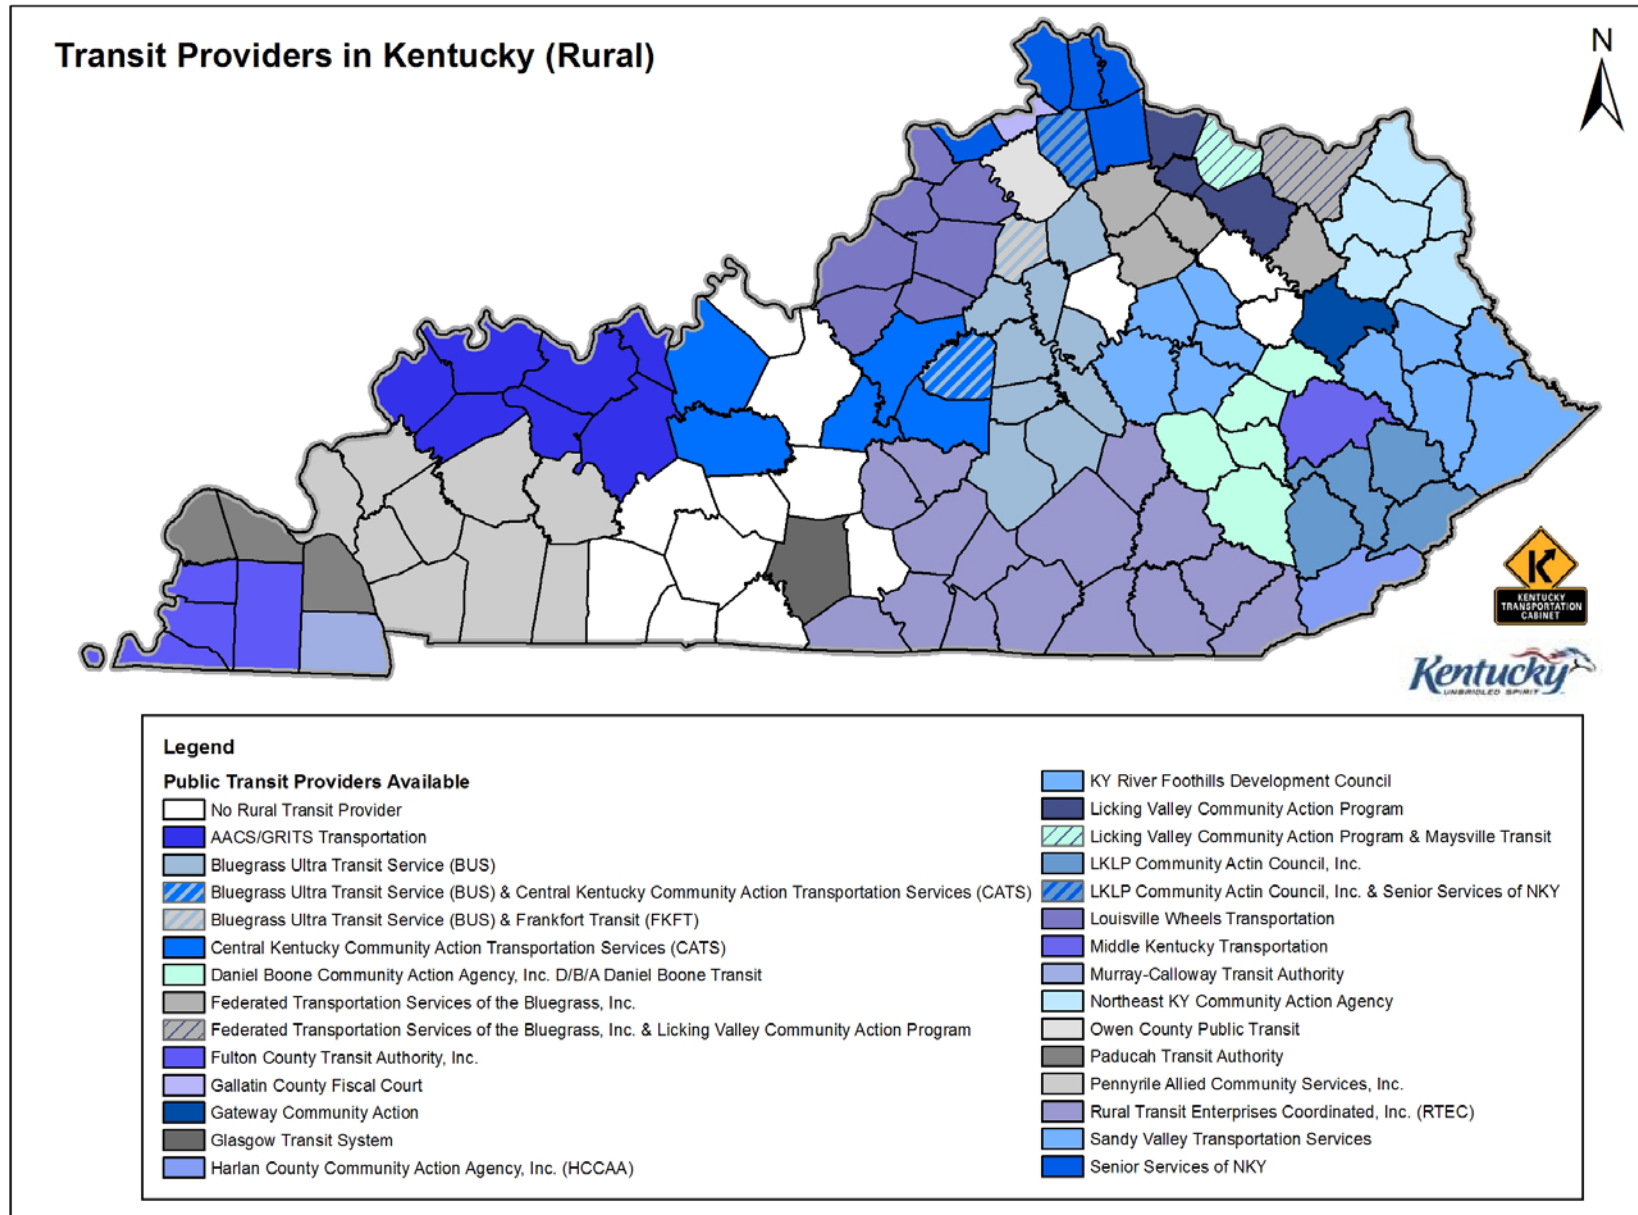 Transit Providers in Kentucky (Rural)
N
KENTUCKY
TRANSPORTATION
CABINET
Kentucky
UNBRIDLED SPIRIT
Legend
Public Transit Providers Available
No Rural Transit Provider
AACS/GRITS Transportation
Bluegrass Ultra Transit Service (BUS)
Bluegrass Ultra Transit Service (BUS) & Central Kentucky Community Action Transportation Services (CATS)
Bluegrass Ultra Transit Service (BUS) & Frankfort Transit (FKFT)
Central Kentucky Community Action Transportation Services (CATS)
Daniel Boone Community Action Agency, Inc. D/B/A Daniel Boone Transit
Federated Transportation Services of the Bluegrass, Inc.
Federated Transportation Services of the Bluegrass, Inc. & Licking Valley Community Action Program
Fulton County Transit Authority, Inc.
Gallatin County Fiscal Court
Gateway Community Action
Glasgow Transit System
Harlan County Community Action Agency, Inc. (HCCAA)
KY River Foothills Development Council
Licking Valley Community Action Program
Licking Valley Community Action Program & Maysville Transit
LKLP Community Actin Council, Inc.
LKLP Community Actin Council, Inc. & Senior Services of NKY
Louisville Wheels Transportation
Middle Kentucky Transportation
Murray-Calloway Transit Authority
Northeast KY Community Action Agency
Owen County Public Transit
Paducah Transit Authority
Pennyrile Allied Community Services, Inc.
Rural Transit Enterprises Coordinated, Inc. (RTEC)
Sandy Valley Transportation Services
Senior Services of NKY